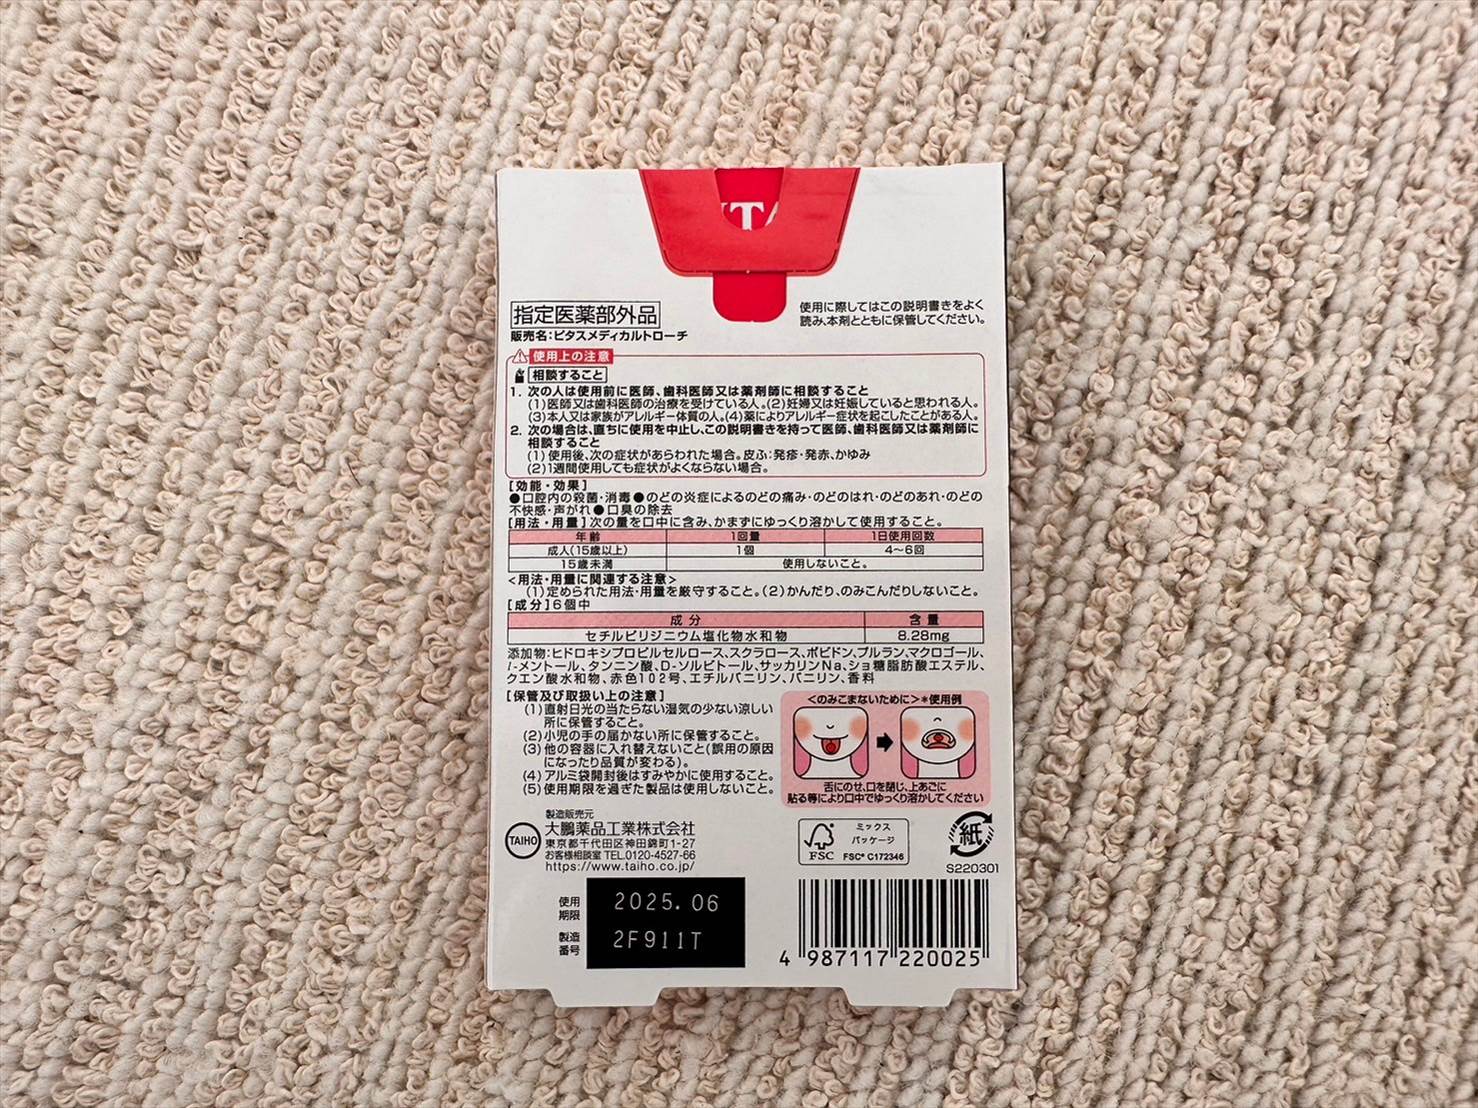 指定医薬部外品
販売名：ピタスメディカルトローチ
使用に際してはこの説明書きをよく
読み、本剤とともに保管してください。
使用上の注意
相談すること
1. 次の人は使用前に医師、歯科医師又は薬剤師に相談すること
(1)医師又は歯科医師の治療を受けている人。(2)妊婦又は妊娠していると思われる人。
(3)本人又は家族がアレルギー体質の人。(4)薬によりアレルギー症状を起こしたことがある人。
2. 次の場合は、直ちに使用を中止し、この説明書きを持って医師、歯科医師又は薬剤師に
相談すること
(1)使用後、次の症状があらわれた場合。皮ふ：発疹・発赤、かゆみ
(2)1週間使用しても症状がよくならない場合。
[効能・効果]
●口腔内の殺菌・消毒●のどの炎症によるのどの痛み・のどのはれ・のどのあれ・のどの
不快感・声がれ●口臭の除去
[用法・用量]次の量を口中に含み、かまずにゆっくり溶かして使用すること。
年齢 1回量 1日使用回数
成人(15歳以上) 1個 4〜6回
15歳未満 使用しないこと。
<用法・用量に関連する注意>
(1)定められた用法・用量を厳守すること。(2)かんだり、のみこんだりしないこと。
[成分]6個中
成分 含量
セチルピリジニウム塩化物水和物 8.28mg
添加物：ヒドロキシプロピルセルロース、スクラロース、ポビドン、プルラン、マクロゴール、
l-メントール、タンニン酸、D-ソルビトール、サッカリンNa、ショ糖脂肪酸エステル、
クエン酸水和物、赤色102号、エチルバニリン、バニリン、香料
[保管及び取扱い上の注意]
(1)直射日光の当たらない湿気の少ない涼しい
所に保管すること。
(2)小児の手の届かない所に保管すること。
(3)他の容器に入れ替えないこと(誤用の原因
になったり品質が変わる)。
(4)アルミ袋開封後はすみやかに使用すること。
(5)使用期限を過ぎた製品は使用しないこと。
<のみこまないために>*使用例
舌にのせ、口を閉じ、上あごに
貼る等により口中でゆっくり溶かしてください
製造販売元
TAIHO
大鵬薬品工業株式会社
東京都千代田区神田錦町1-27
お客様相談室 TEL.0120-4527-66
https://www.taiho.co.jp/
FSC
ミックス
パッケージ
FSC® C172346
紙
S220301
使用
期限
2025.06
製造
番号
2F911T
4 987117 220025